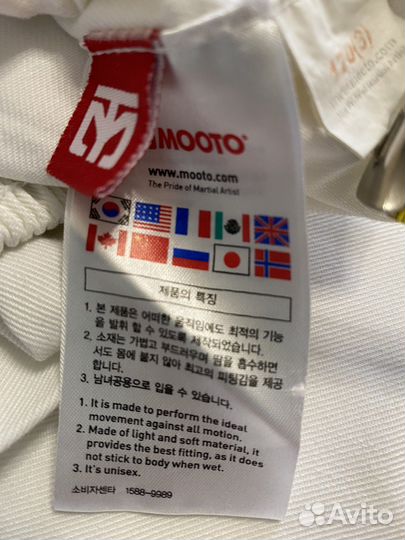 MOOTO
www.mooto.com
The Pride of Martial Artist
제품의 특징
1. 본 제품은 어떠한 움직임에도 최적의 기능
을 발휘 할 수 있도록 제작되었습니다.
2. 소재는 가볍고 부드러우며 땀을 흡수하면
서도 몸에 붙지 않아 최고의 피팅감을 제공
합니다.
3. 남녀공용으로 입을 수 있습니다.
1. It is made to perform the ideal
movement against all motion.
2. Made of light and soft material, it
provides the best fitting, as it does
not stick to body when wet.
3. It's unisex.
소비자센타 1588-9989
Avito